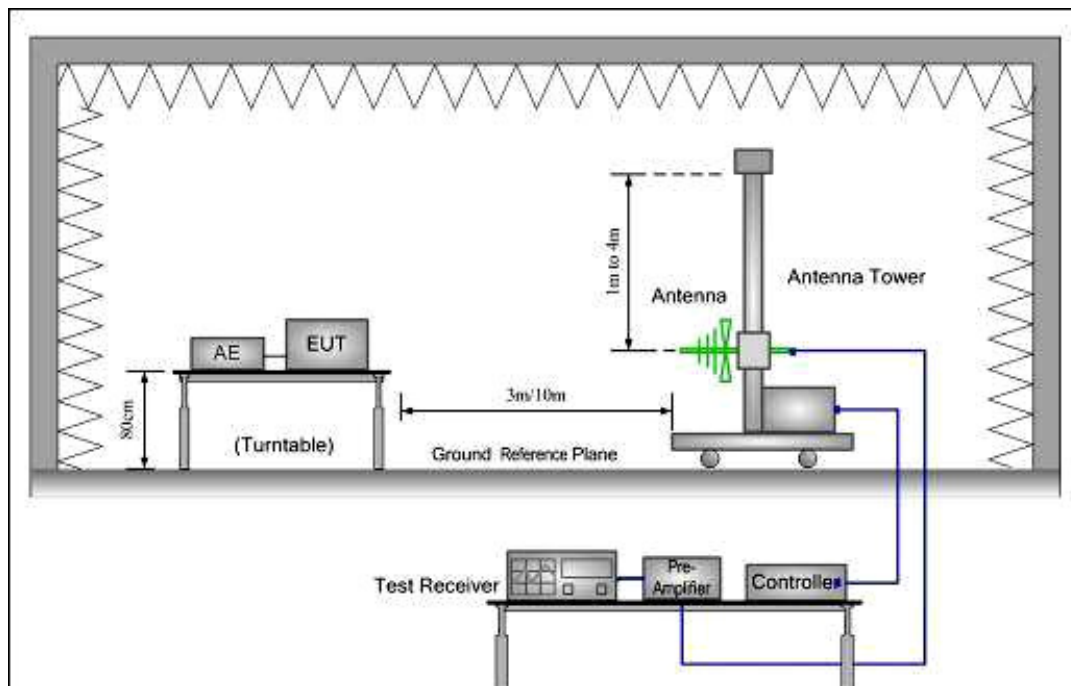 1m to 4m
Antenna
Antenna Tower
AE
EUT
80cm
3m/10m
(Turntable)
Ground Reference Plane
Test Receiver
Pre-
Amplifier
Controller